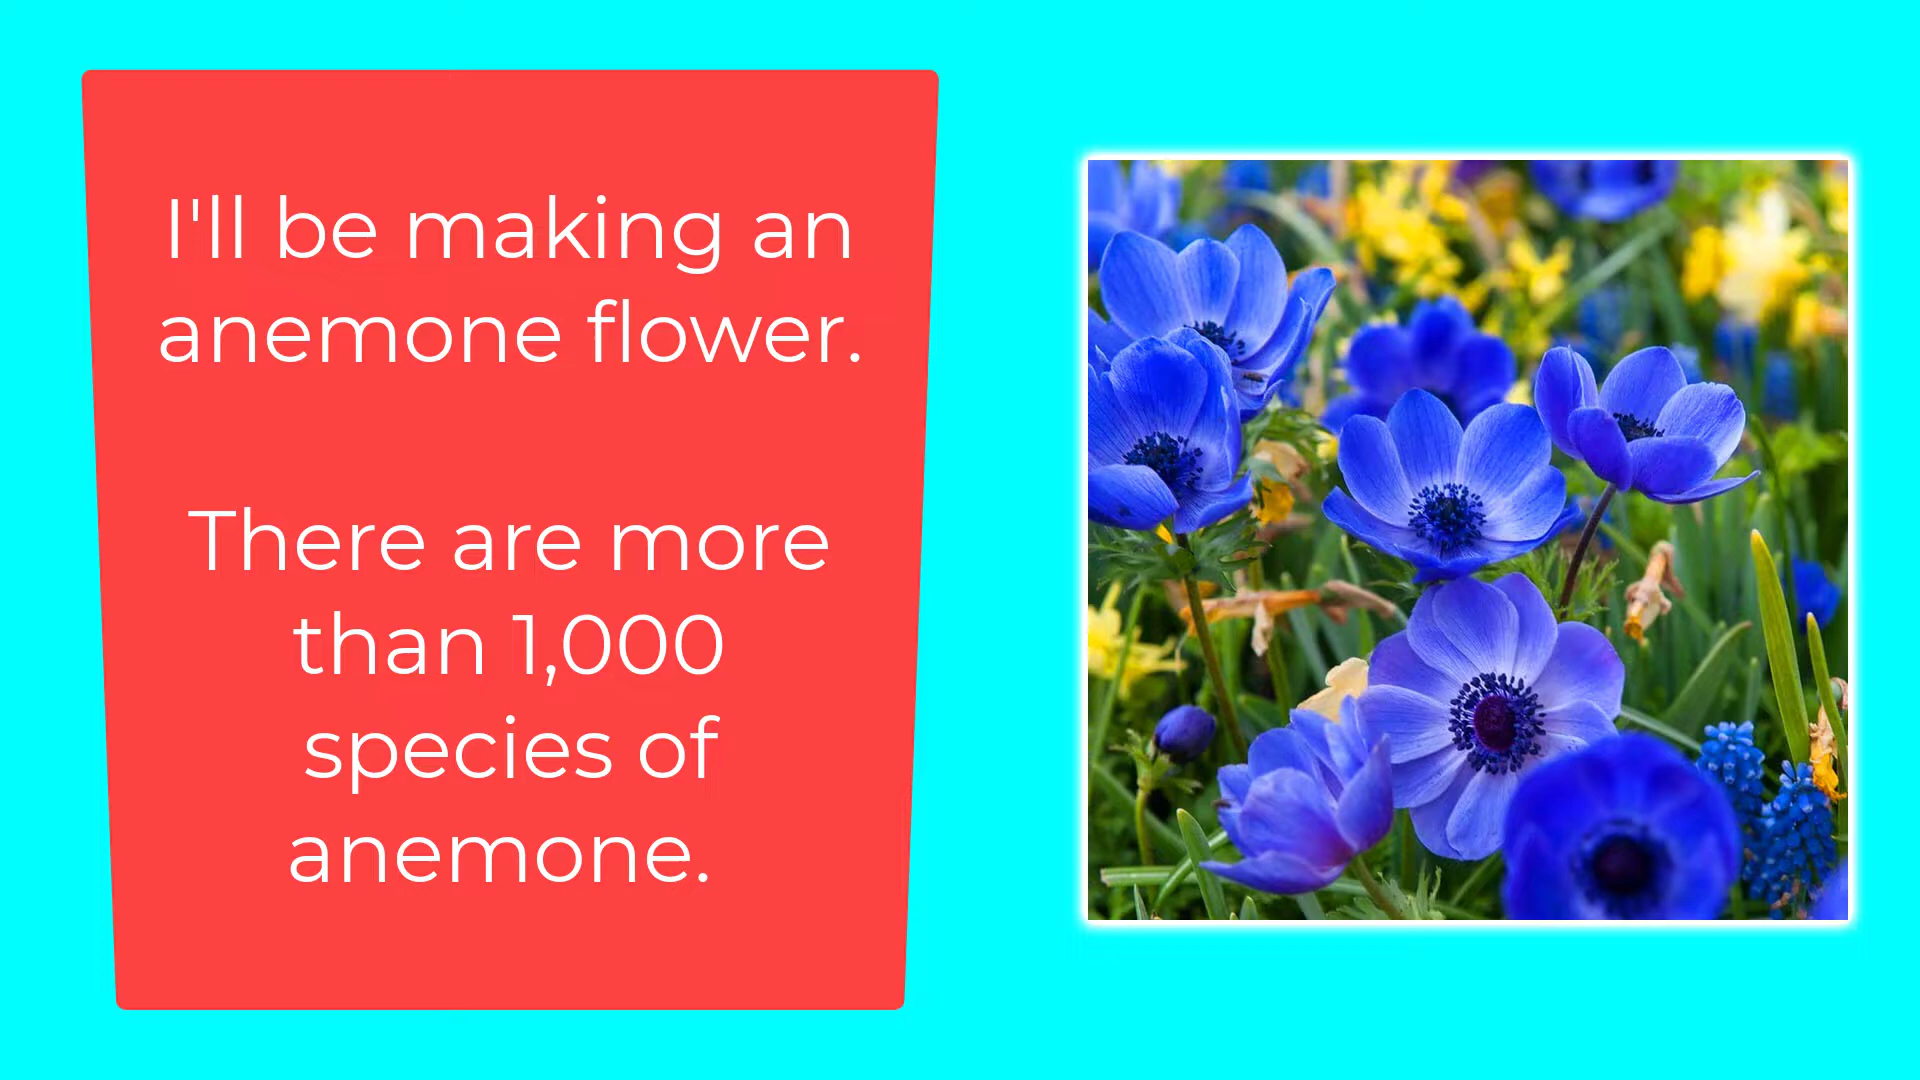 I'll be making an
anemone flower.
There are more
than 1,000
species of
anemone.